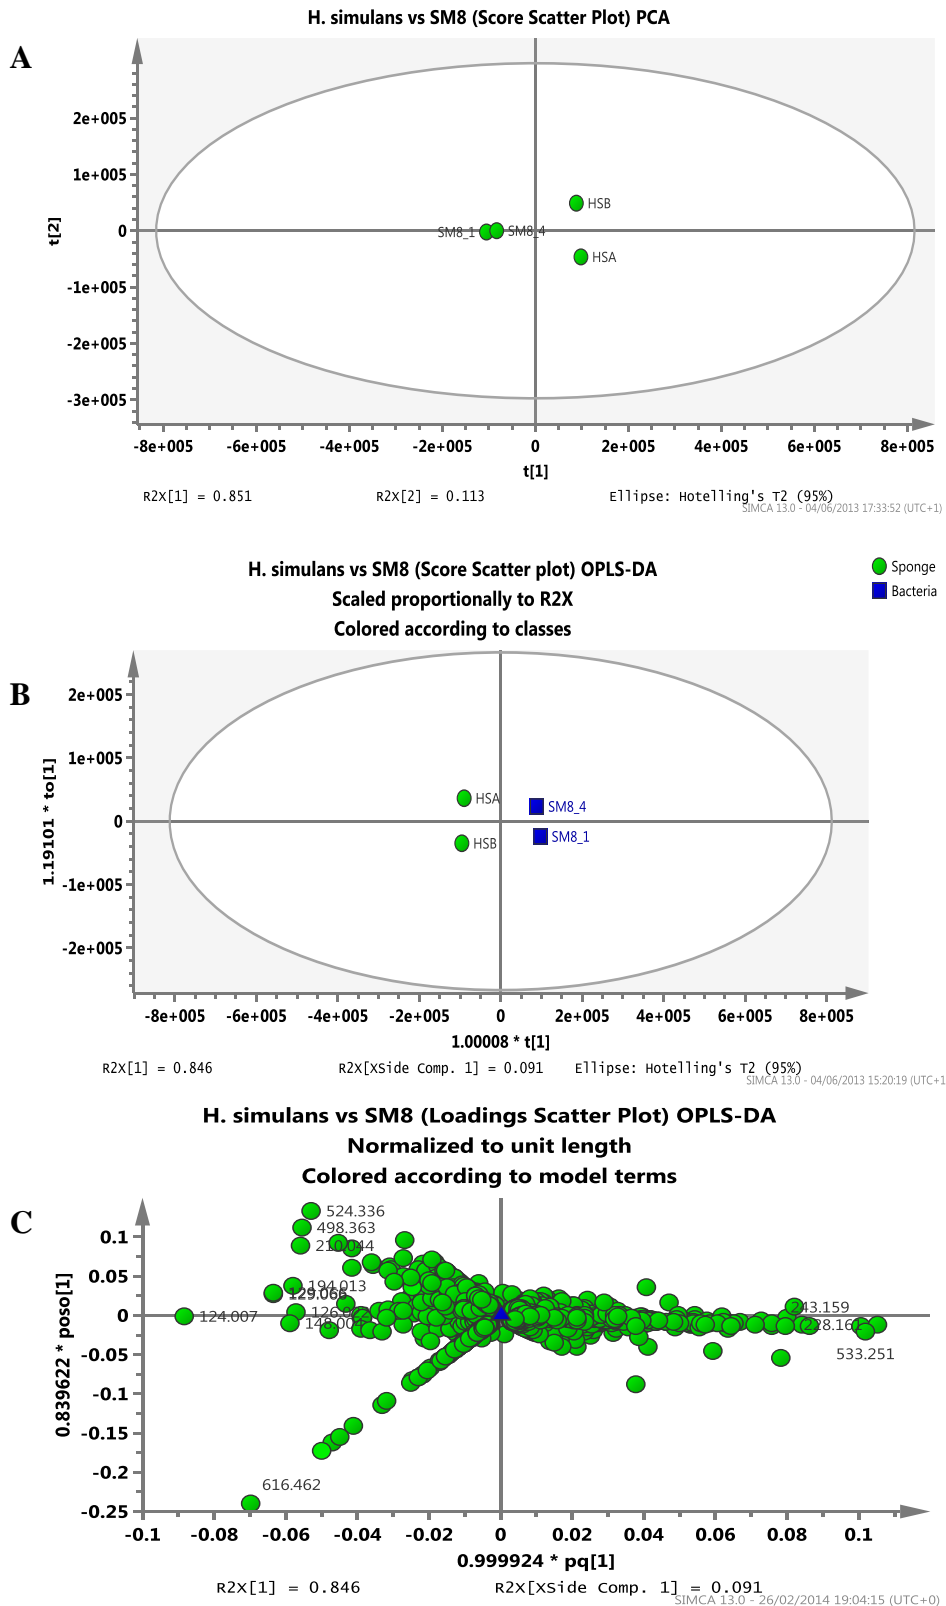 H. simulans vs SM8 (Score Scatter Plot) PCA
A
2e+005
1e+005
0
-1e+005
-2e+005
-3e+005
t[2]
HSB
SM8_1
SM8_4
HSA
-8e+005 -6e+005 -4e+005 -2e+005 0 2e+005 4e+005 6e+005 8e+005
t[1]
R2X[1] = 0.851 R2X[2] = 0.113 Ellipse: Hotelling's T2 (95%)
SIMCA 13.0 - 04/06/2013 17:33:52 (UTC+1)
H. simulans vs SM8 (Score Scatter plot) OPLS-DA
Scaled proportionally to R2X
Colored according to classes
Sponge
Bacteria
B
2e+005
1e+005
0
-1e+005
-2e+005
1.19101 * to[1]
HSA
SM8_4
HSB
SM8_1
-8e+005 -6e+005 -4e+005 -2e+005 0 2e+005 4e+005 6e+005 8e+005
1.00008 * t[1]
R2X[1] = 0.846 R2X[XSide Comp. 1] = 0.091 Ellipse: Hotelling's T2 (95%)
SIMCA 13.0 - 04/06/2013 15:20:19 (UTC+1
H. simulans vs SM8 (Loadings Scatter Plot) OPLS-DA
Normalized to unit length
Colored according to model terms
C
0.1
0.05
0
-0.05
-0.1
-0.15
-0.2
-0.25
0.839622 * poso[1]
524.336
498.363
210.044
194.013
124.007
243.159
533.251
616.462
-0.1 -0.08 -0.06 -0.04 -0.02 0 0.02 0.04 0.06 0.08 0.1
0.999924 * pq[1]
R2X[1] = 0.846 R2X[XSide Comp. 1] = 0.091
SIMCA 13.0 - 26/02/2014 19:04:15 (UTC+0)